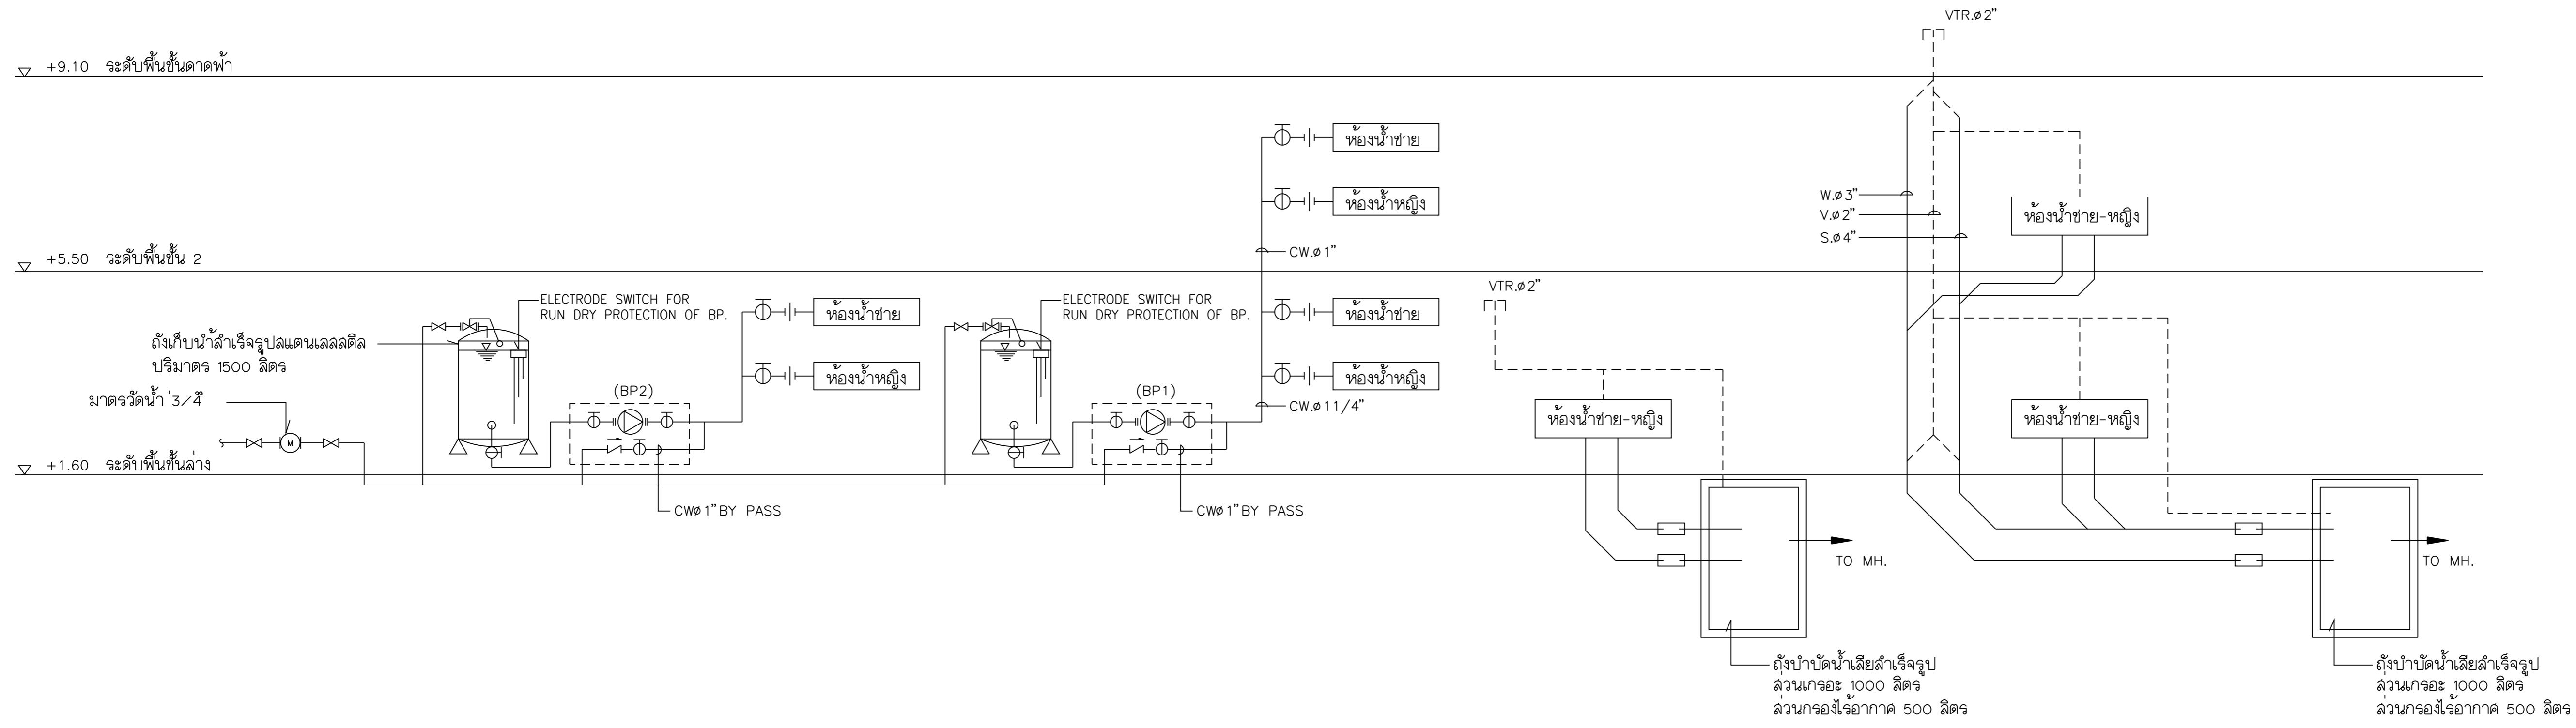 VTR.ø2"
+9.10 ระดับพื้นชั้นดาดฟ้า
ห้องน้ำชาย
ห้องน้ำหญิง
W.ø3"
V.ø2"
S.ø4"
ห้องน้ำชาย-หญิง
CW.ø1"
+5.50 ระดับพื้นชั้น 2
VTR.ø2"
ELECTRODE SWITCH FOR
RUN DRY PROTECTION OF BP.
ห้องน้ำชาย
ELECTRODE SWITCH FOR
RUN DRY PROTECTION OF BP.
ห้องน้ำชาย
ถังเก็บน้ำสำเร็จรูปสแตนเลสสตีล
ปริมาตร 1500 ลิตร
ห้องน้ำหญิง
ห้องน้ำหญิง
มาตรวัดน้ำ 3/4"
(BP2)
(BP1)
CW.ø11/4"
ห้องน้ำชาย-หญิง
ห้องน้ำชาย-หญิง
M
+1.60 ระดับพื้นชั้นล่าง
CWø1"BY PASS
CWø1"BY PASS
TO MH.
TO MH.
ถังบำบัดน้ำเสียสำเร็จรูป
ส่วนเกรอะ 1000 ลิตร
ส่วนกรองไร้อากาศ 500 ลิตร
ถังบำบัดน้ำเสียสำเร็จรูป
ส่วนเกรอะ 1000 ลิตร
ส่วนกรองไร้อากาศ 500 ลิตร